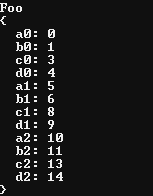 Foo
{
  a0: 0
  b0: 1
  c0: 3
  d0: 4
  a1: 5
  b1: 6
  c1: 8
  d1: 9
  a2: 10
  b2: 11
  c2: 13
  d2: 14
}